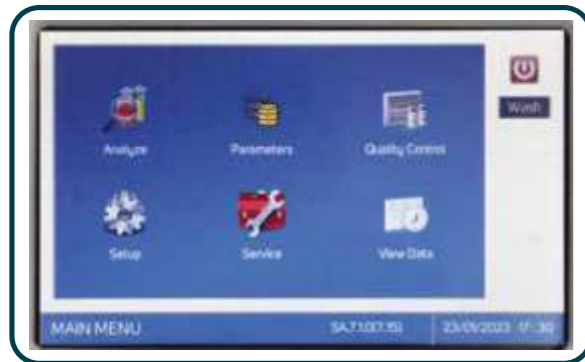 Wash
Analyze Parameters Quality Control
Setup Service View Data
MAIN MENU 23/01/2023 17:30